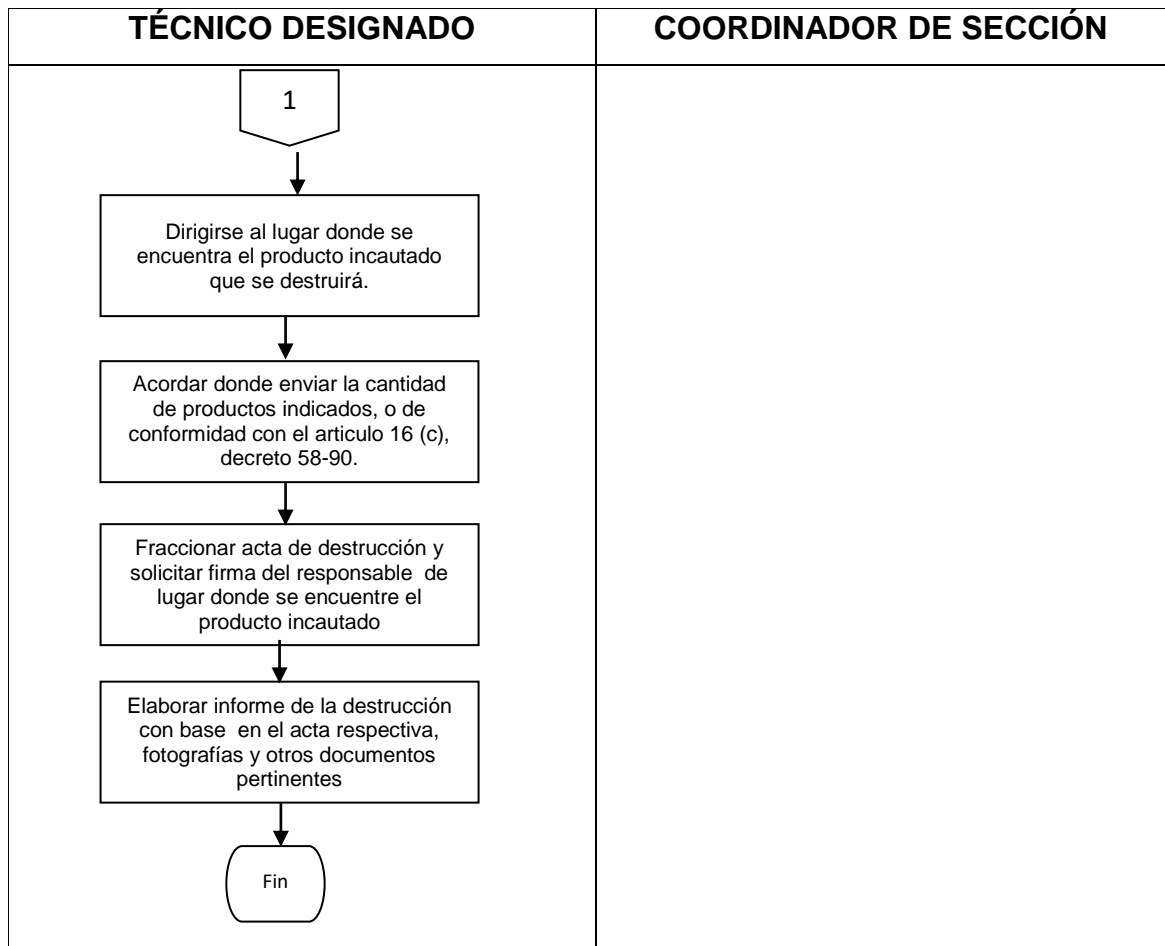 TÉCNICO DESIGNADO
COORDINADOR DE SECCIÓN
1
Dirigirse al lugar donde se
encuentra el producto incautado
que se destruirá.
Acordar donde enviar la cantidad
de productos indicados, o de
conformidad con el articulo 16 (c),
decreto 58-90.
Fraccionar acta de destrucción y
solicitar firma del responsable de
lugar donde se encuentre el
producto incautado
Elaborar informe de la destrucción
con base en el acta respectiva,
fotografías y otros documentos
pertinentes
Fin